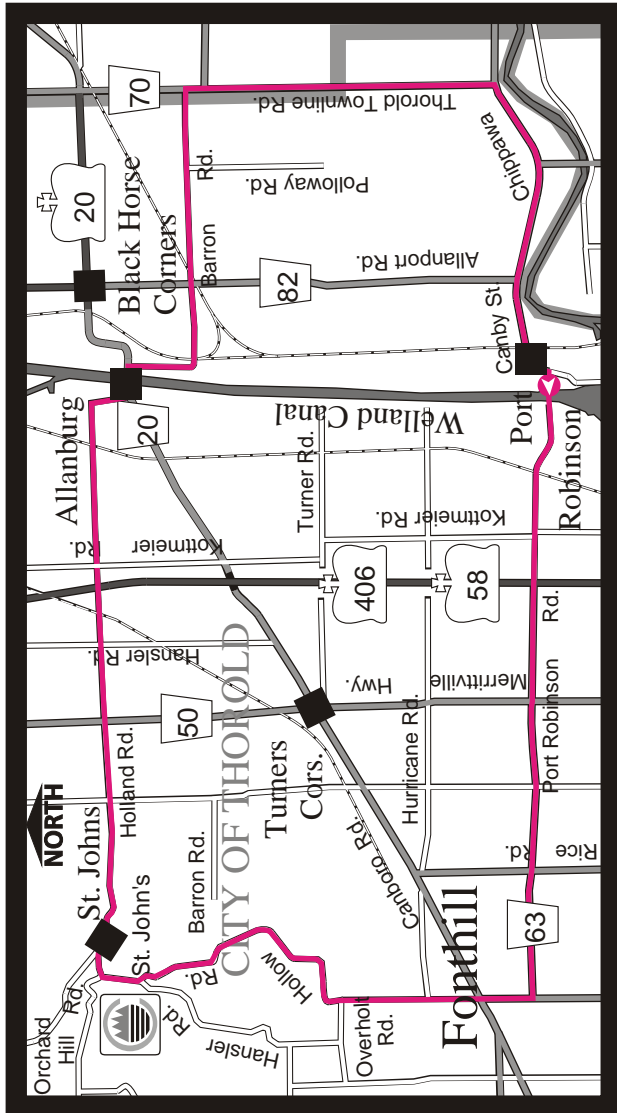 NORTH
Orchard
Hill
Rd.
St. Johns
St. John's
Holland Rd.
Allanburg
20
Black Horse
Corners
20
70
Barron
Rd.
Thorold Townline Rd.
Polloway Rd.
82
Allanport Rd.
Chippawa
Canby St.
Port
Robinson
Welland Canal
Kottmeier
Rd.
Turner Rd.
Kottmeier Rd.
406
58
Hansler Rd.
CITY OF THOROLD
50
Turners
Cors.
Merrittville
Hwy.
Hurricane Rd.
Port Robinson
Rd.
Barron Rd.
Canboro Rd.
Rice
Rd.
Hollow
Rd.
Hansler
Rd.
Overholt
Rd.
Fonthill
63